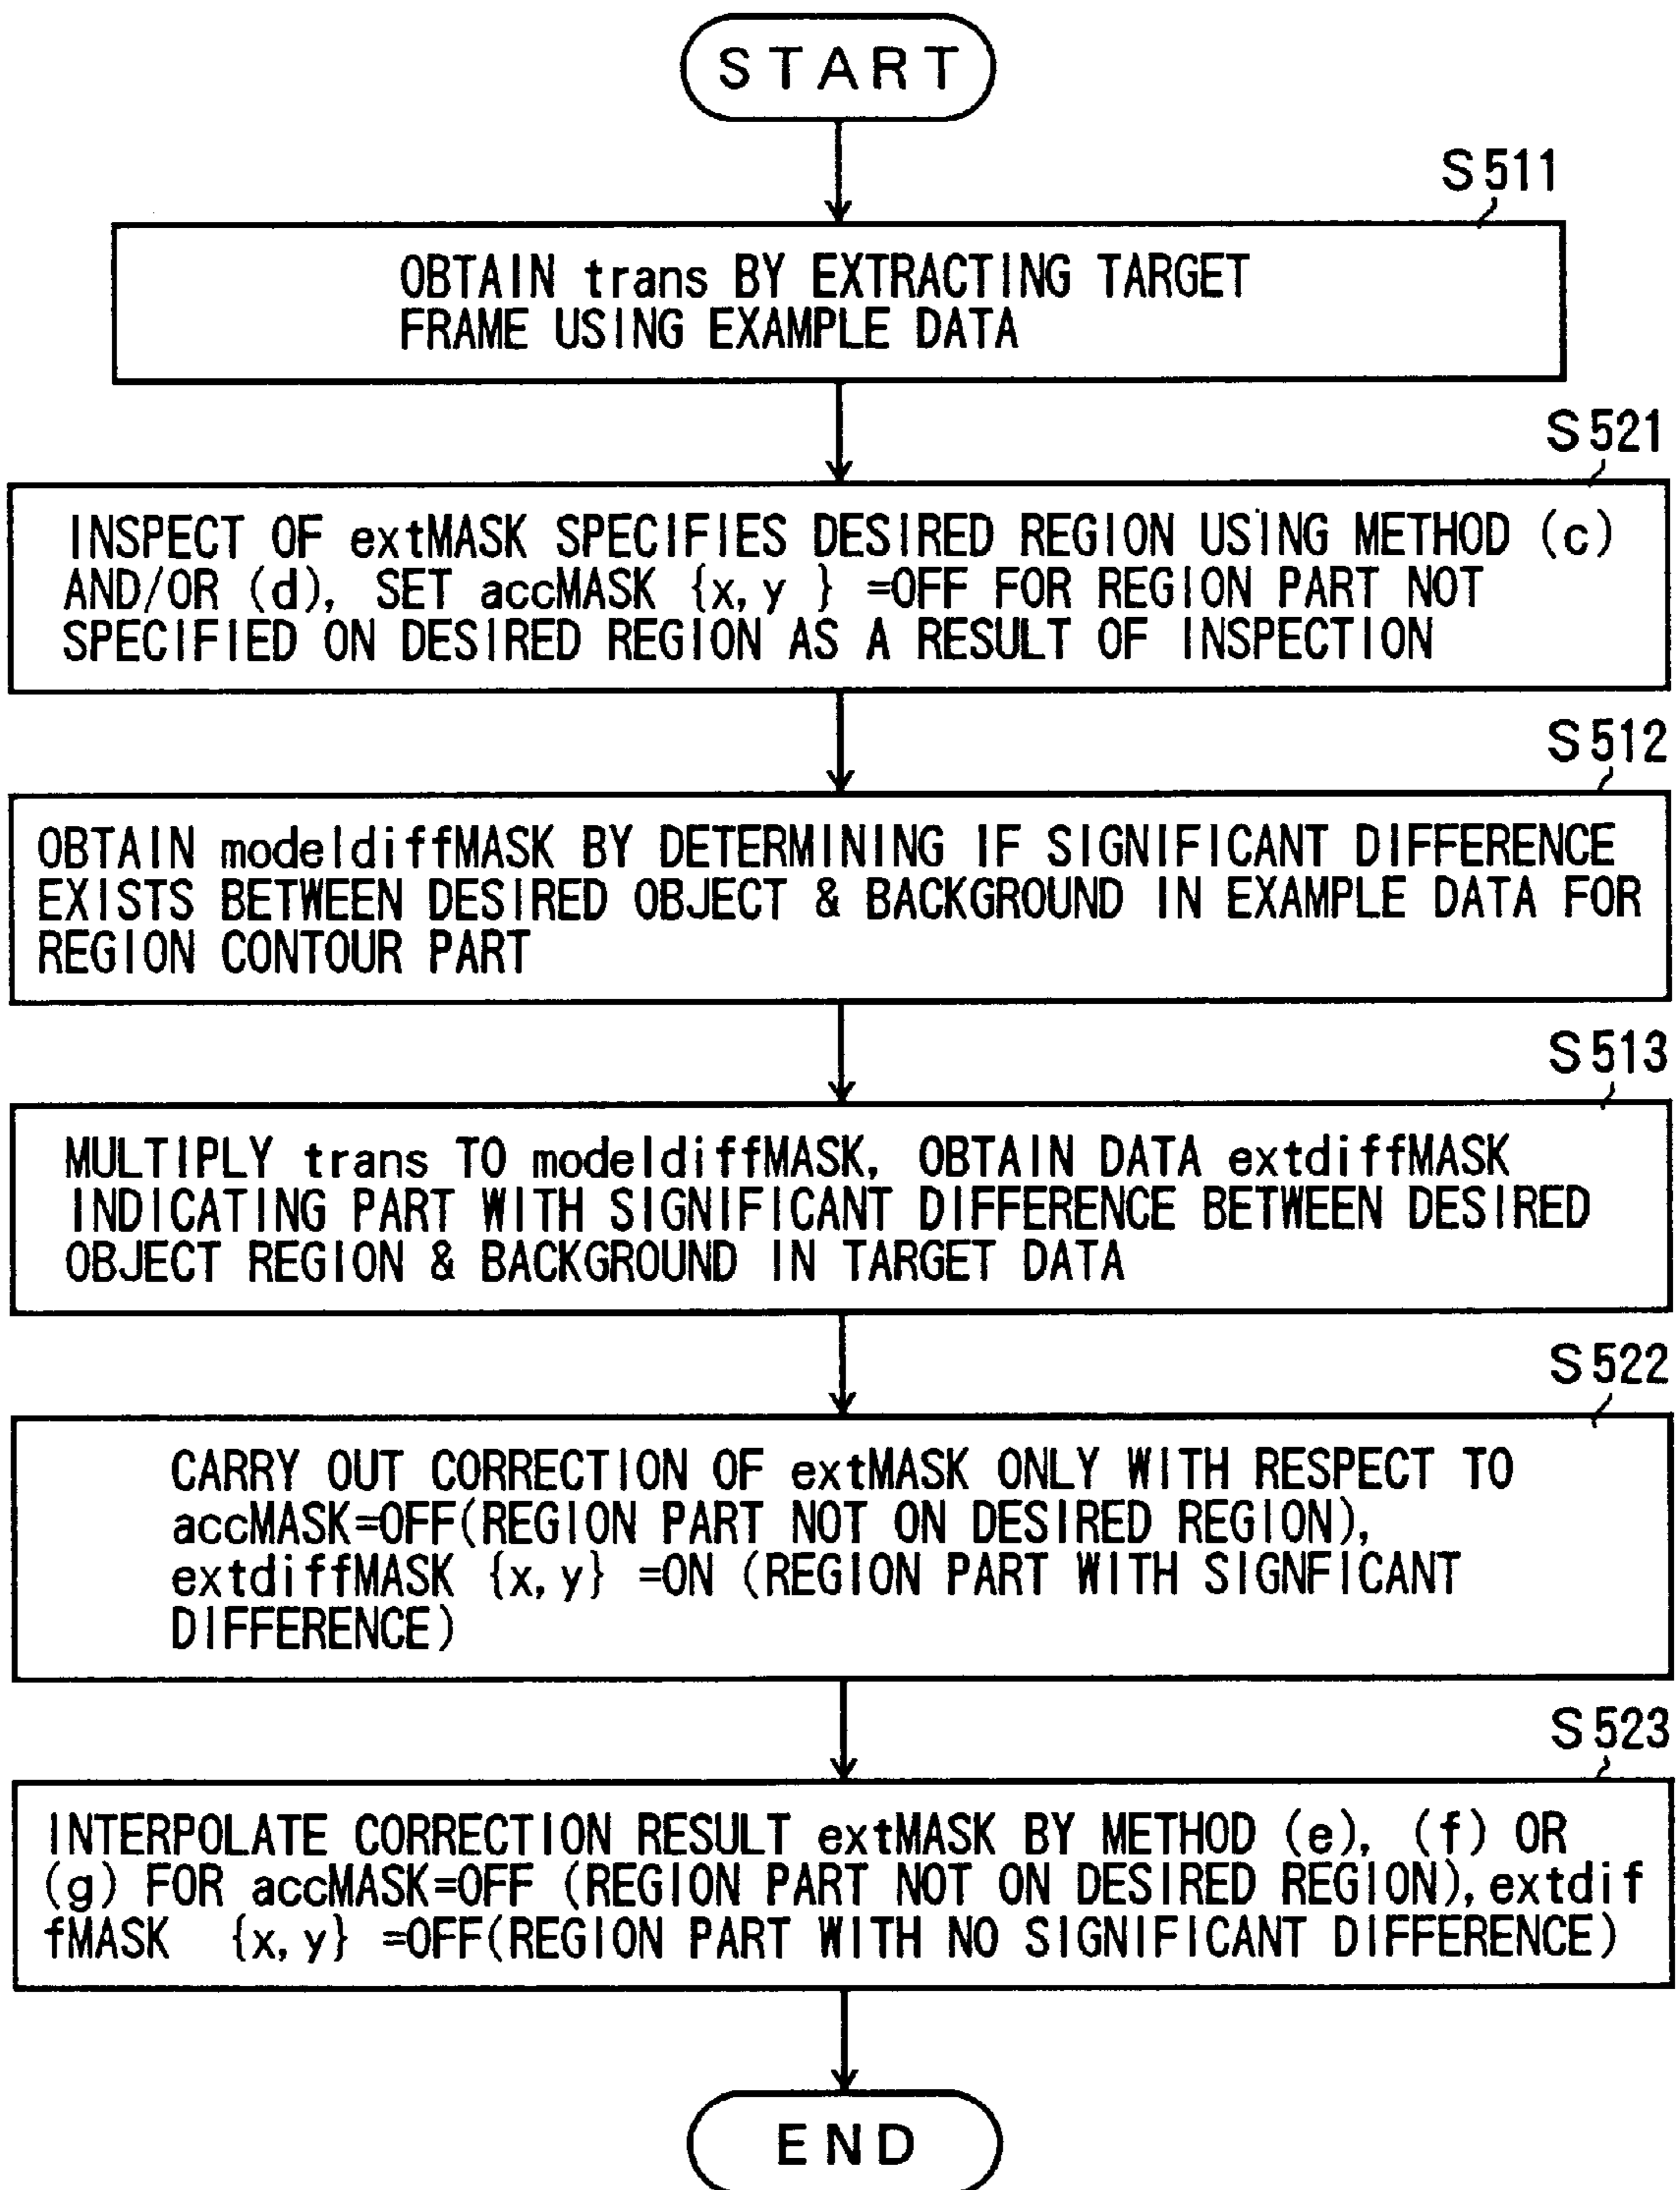 START
S511
OBTAIN trans BY EXTRACTING TARGET
FRAME USING EXAMPLE DATA
S521
INSPECT OF extMASK SPECIFIES DESIRED REGION USING METHOD (c)
AND/OR (d), SET accMASK {x, y } =OFF FOR REGION PART NOT
SPECIFIED ON DESIRED REGION AS A RESULT OF INSPECTION
S512
OBTAIN modeldiffMASK BY DETERMINING IF SIGNIFICANT DIFFERENCE
EXISTS BETWEEN DESIRED OBJECT & BACKGROUND IN EXAMPLE DATA FOR
REGION CONTOUR PART
S513
MULTIPLY trans TO modeldiffMASK, OBTAIN DATA extdiffMASK
INDICATING PART WITH SIGNIFICANT DIFFERENCE BETWEEN DESIRED
OBJECT REGION & BACKGROUND IN TARGET DATA
S522
CARRY OUT CORRECTION OF extMASK ONLY WITH RESPECT TO
accMASK=OFF(REGION PART NOT ON DESIRED REGION),
extdiffMASK {x, y} =ON (REGION PART WITH SIGNFICANT
DIFFERENCE)
S523
INTERPOLATE CORRECTION RESULT extMASK BY METHOD (e), (f) OR
(g) FOR accMASK=OFF (REGION PART NOT ON DESIRED REGION), extdif
fMASK {x, y} =OFF(REGION PART WITH NO SIGNIFICANT DIFFERENCE)
END